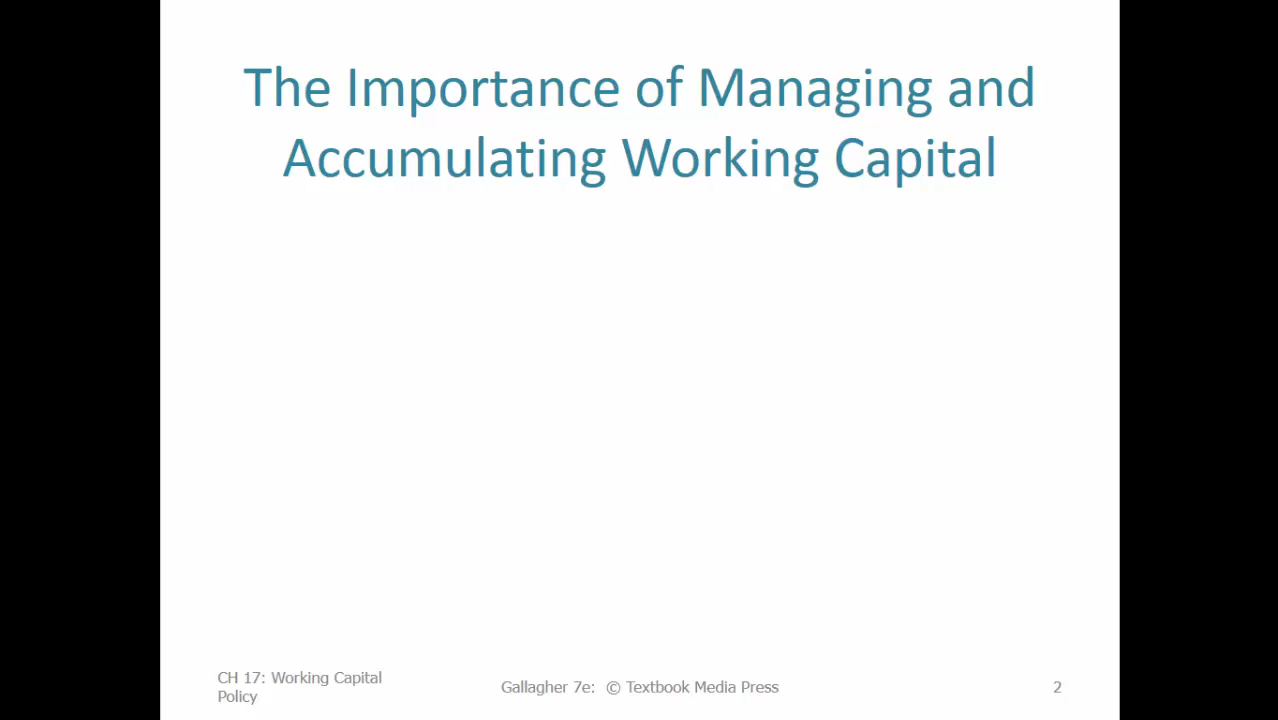 The Importance of Managing and
Accumulating Working Capital
CH 17: Working Capital
Policy
Gallagher 7e: © Textbook Media Press
2